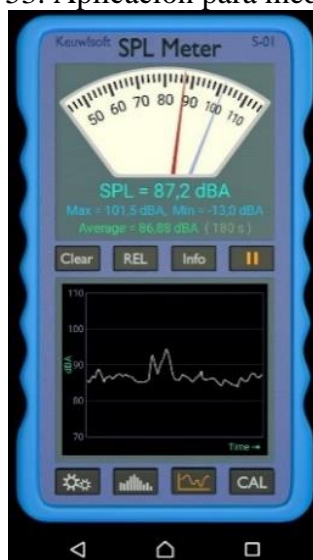 Keuwlsoft SPL Meter S-01
50 60 70 80 90 100 110
SPL = 87,2 dBA
Max = 101,5 dBA, Min = -13,0 dBA
Average = 86,88 dBA ( 180 s )
Clear REL Info
110
100
90
dBA
80
70
Time
CAL